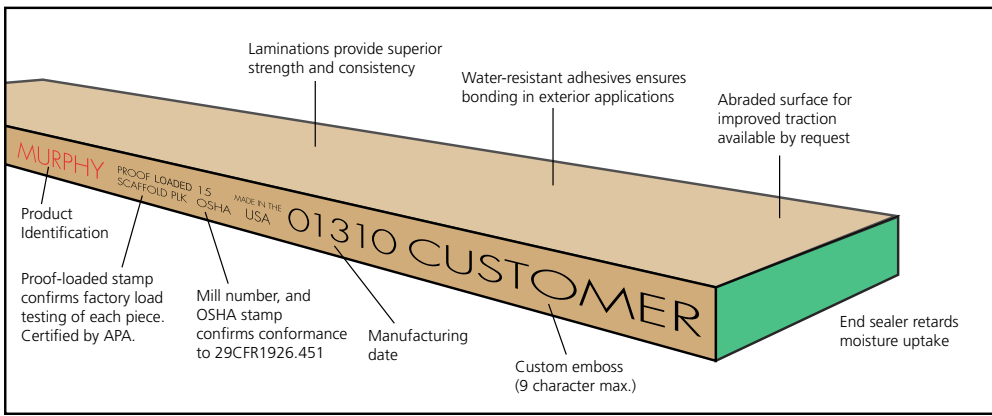 Laminations provide superior
strength and consistency
Water-resistant adhesives ensures
bonding in exterior applications
Abraded surface for
improved traction
available by request
MURPHY
PROOF LOADED 15
SCAFFOLD PLK OSHA
MADE IN THE
USA
01310 CUSTOMER
Product
Identification
Proof-loaded stamp
confirms factory load
testing of each piece.
Certified by APA.
Mill number, and
OSHA stamp
confirms conformance
to 29CFR1926.451
Manufacturing
date
Custom emboss
(9 character max.)
End sealer retards
moisture uptake